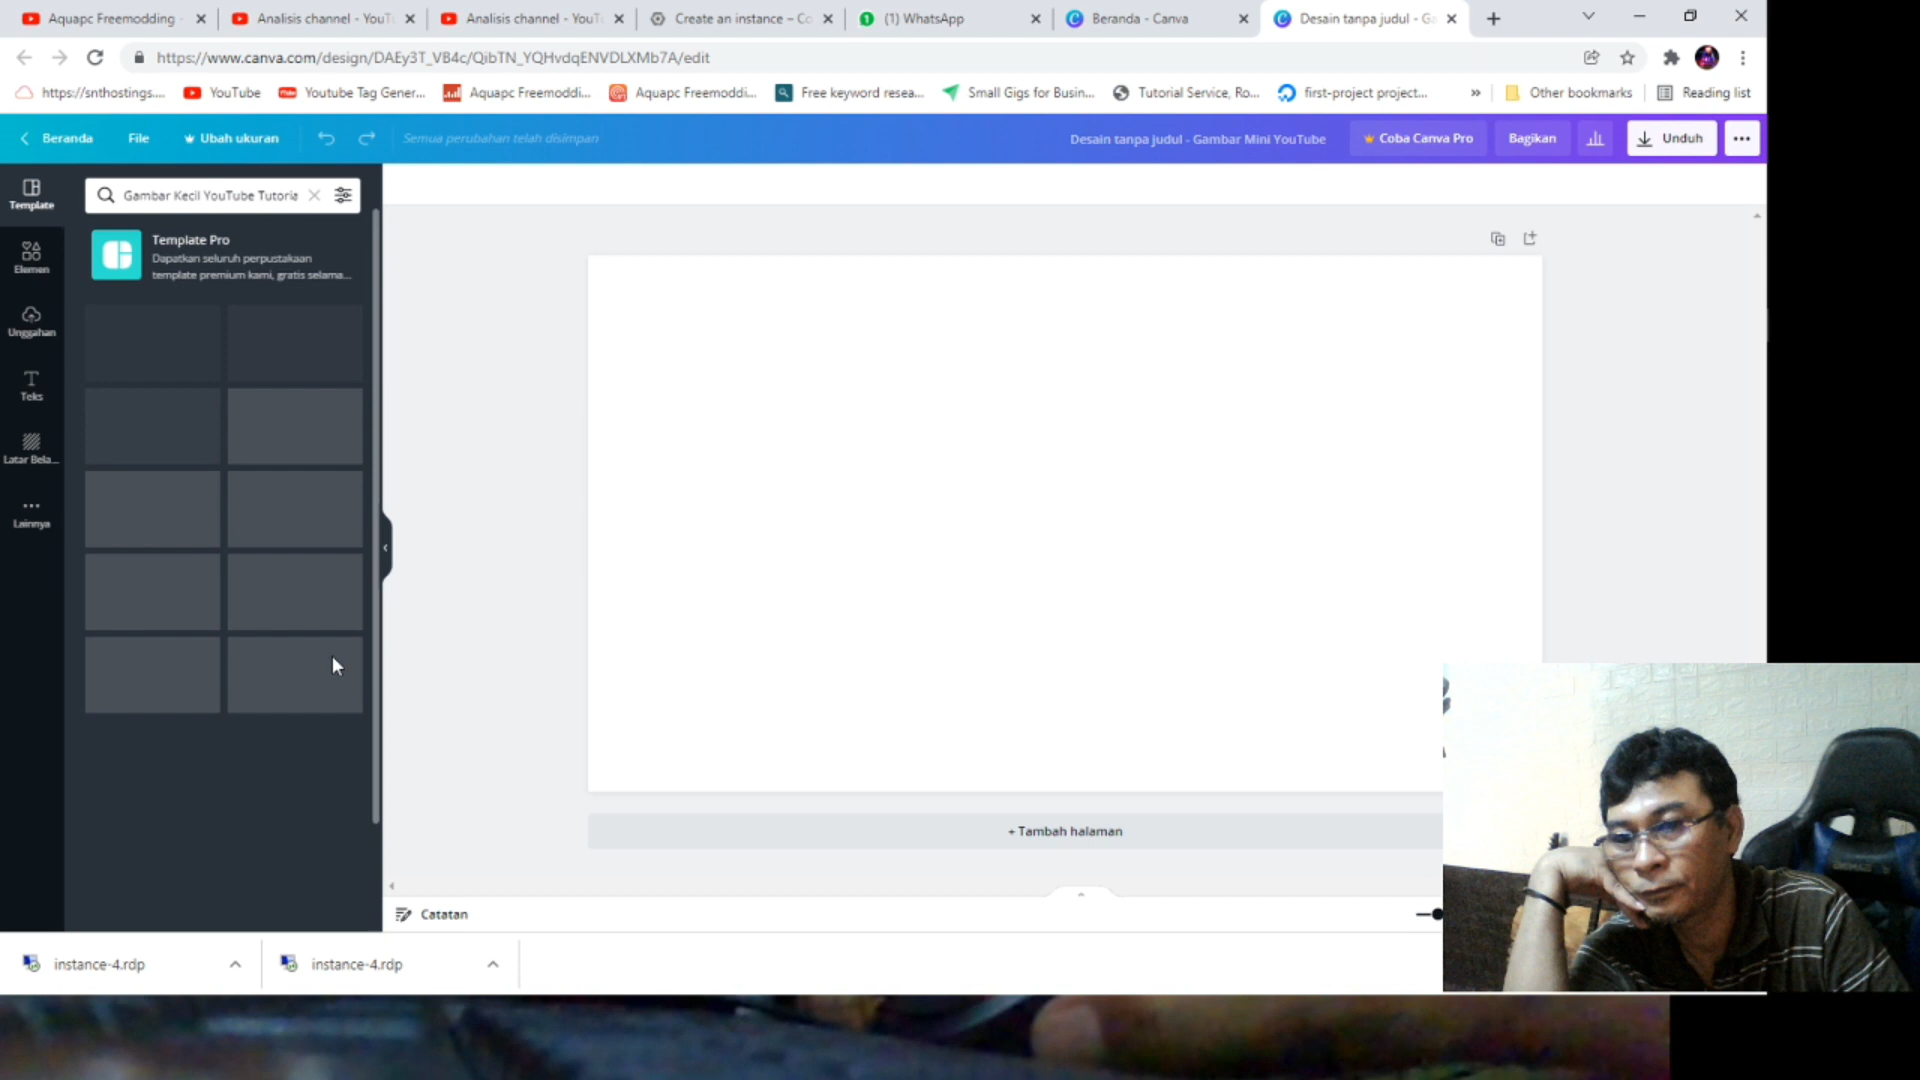 Aquapc Freemodding
Analisis channel - YouTu
Analisis channel - YouTu
Create an instance – Co
(1) WhatsApp
Beranda - Canva
Desain tanpa judul - Ga
https://www.canva.com/design/DAEy3T_VB4c/QibTN_YQHvdqENVDLXMb7A/edit
https://snthostings....
YouTube
Youtube Tag Gener...
Aquapc Freemoddi...
Aquapc Freemoddi...
Free keyword resea...
Small Gigs for Busin...
Tutorial Service, Ro...
first-project project...
»
Other bookmarks
Reading list
Beranda
File
Ubah ukuran
Semua perubahan telah disimpan
Desain tanpa judul - Gambar Mini YouTube
Coba Canva Pro
Bagikan
Unduh
Template
Elemen
Unggahan
Teks
Latar Bela...
Lainnya
Gambar Kecil YouTube Tutoria
Template Pro
Dapatkan seluruh perpustakaan
template premium kami, gratis selama...
+ Tambah halaman
Catatan
instance-4.rdp
instance-4.rdp